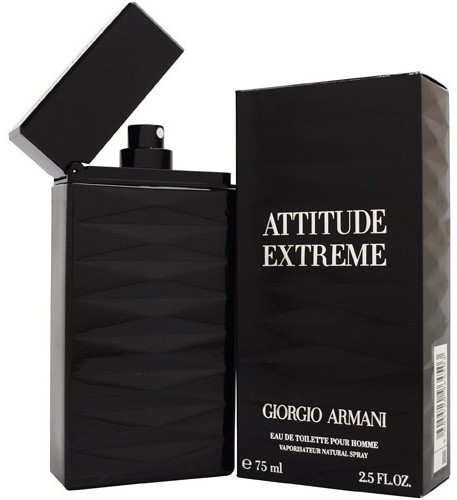 ATTITUDE
EXTREME
GIORGIO ARMANI
EAU DE TOILETTE POUR HOMME
VAPORISATEUR NATURAL SPRAY
℮ 75 ml 2.5 FL.OZ.